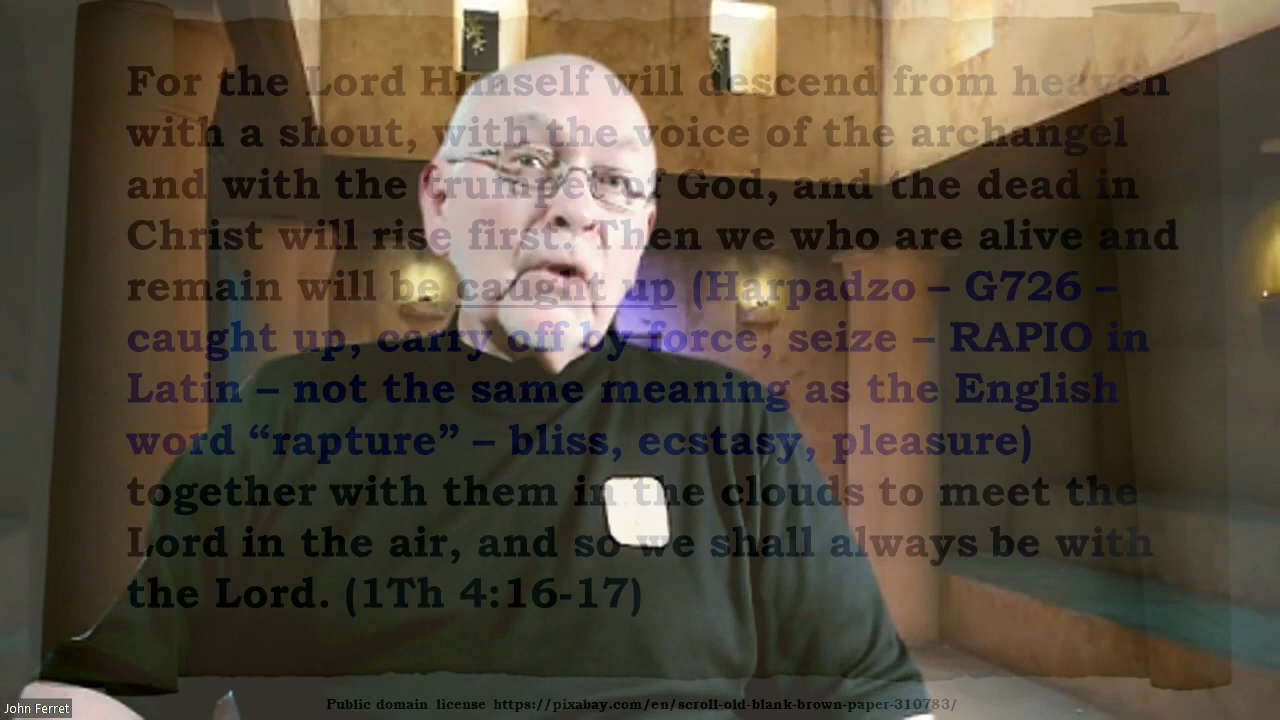 For the Lord Himself will descend from heaven
with a shout, with the voice of the archangel
and with the trumpet of God, and the dead in
Christ will rise first. Then we who are alive and
remain will be caught up (Harpadzo – G726 –
caught up, carry off by force, seize – RAPIO in
Latin – not the same meaning as the English
word “rapture” – bliss, ecstasy, pleasure)
together with them in the clouds to meet the
Lord in the air, and so we shall always be with
the Lord. (1Th 4:16-17)
Public domain license https://pixabay.com/en/scroll-old-blank-brown-paper-310783/
John Ferret